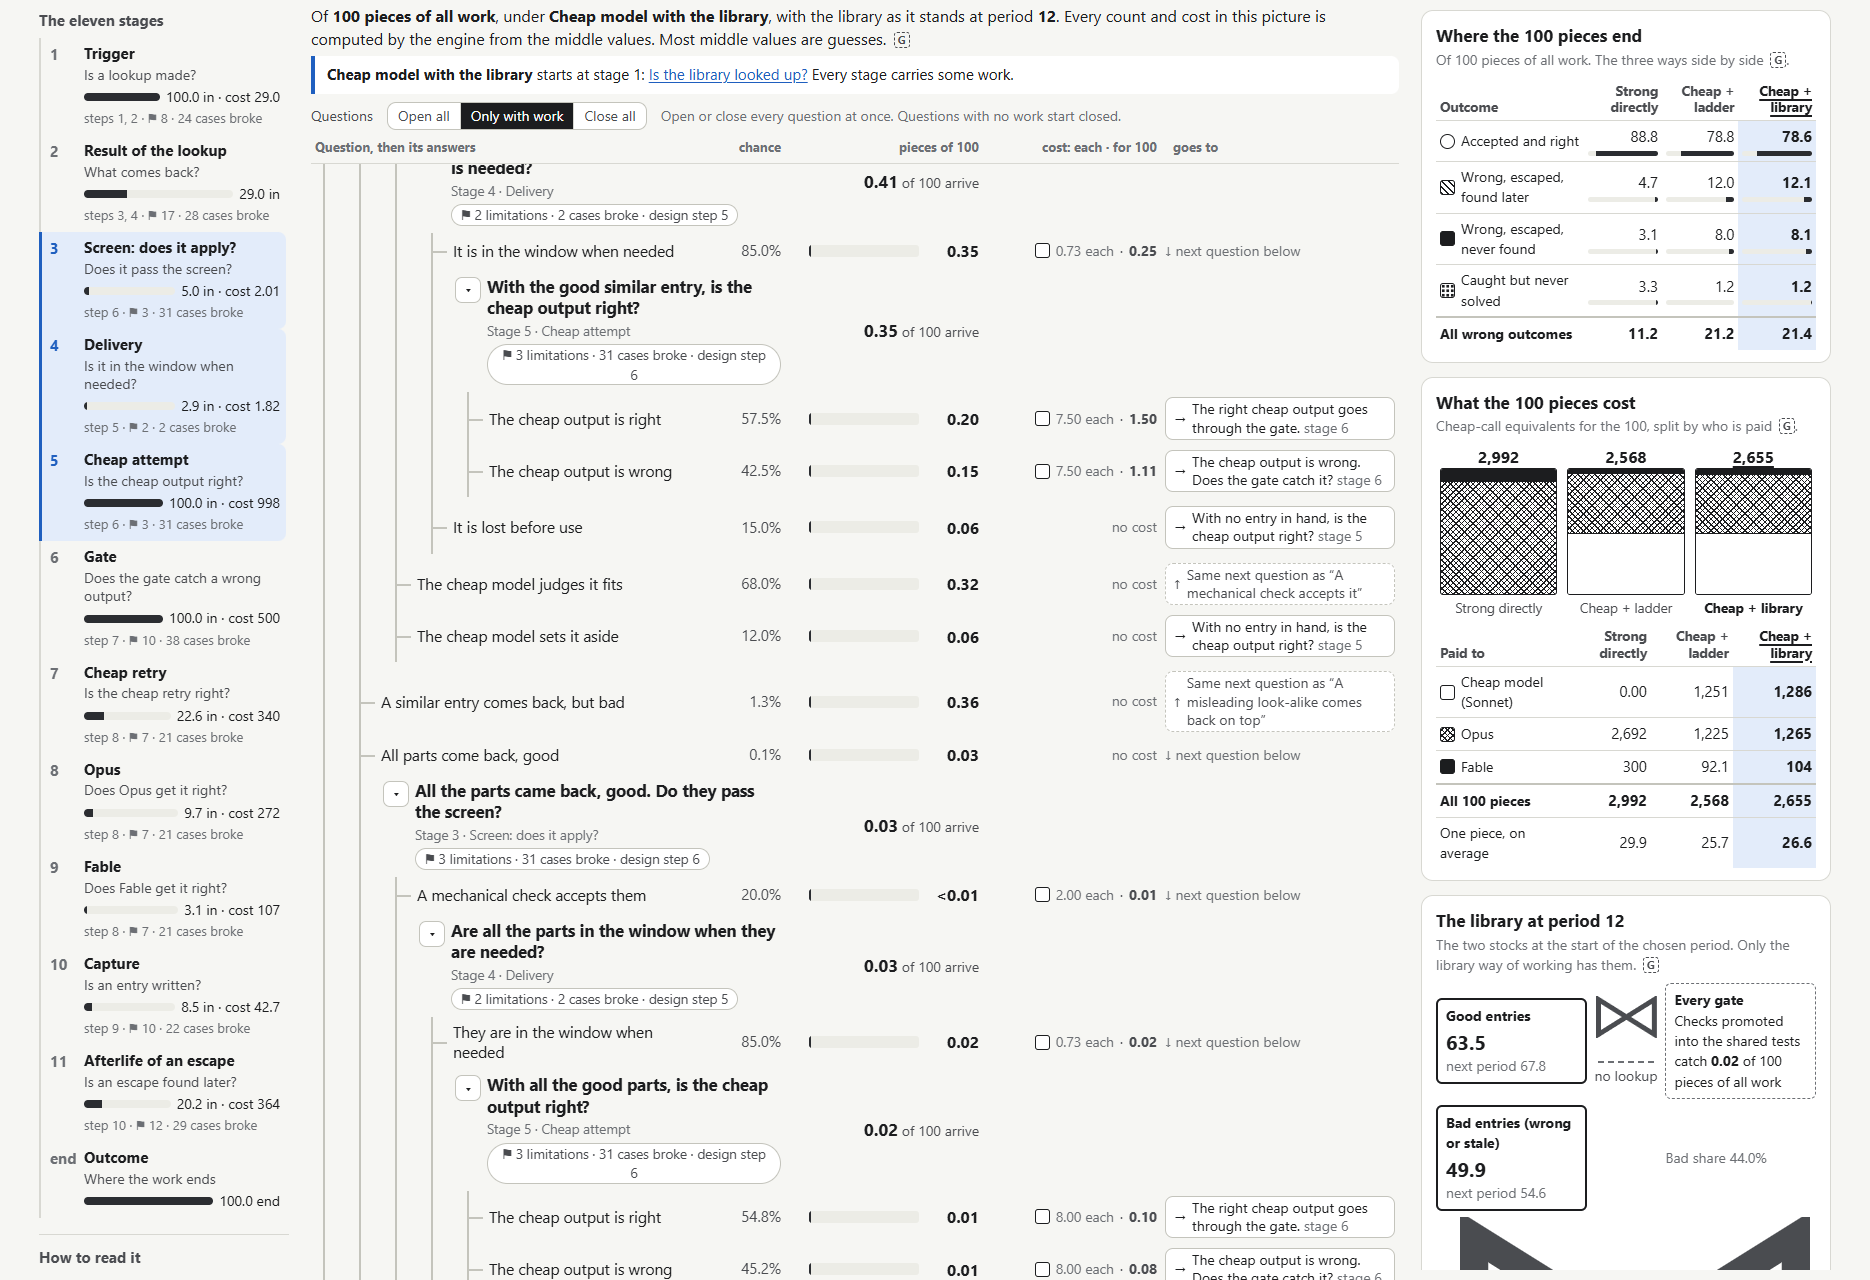 The eleven stages
1 Trigger
Is a lookup made?
100.0 in · cost 29.0
steps 1, 2 · ⚑ 8 · 24 cases broke
2 Result of the lookup
What comes back?
29.0 in
steps 3, 4 · ⚑ 17 · 28 cases broke
3 Screen: does it apply?
Does it pass the screen?
5.0 in · cost 2.01
step 6 · ⚑ 3 · 31 cases broke
4 Delivery
Is it in the window when
needed?
2.9 in · cost 1.82
step 5 · ⚑ 2 · 2 cases broke
5 Cheap attempt
Is the cheap output right?
100.0 in · cost 998
step 6 · ⚑ 3 · 31 cases broke
6 Gate
Does the gate catch a wrong
output?
100.0 in · cost 500
step 7 · ⚑ 10 · 38 cases broke
7 Cheap retry
Is the cheap retry right?
22.6 in · cost 340
step 8 · ⚑ 7 · 21 cases broke
8 Opus
Does Opus get it right?
9.7 in · cost 272
step 8 · ⚑ 7 · 21 cases broke
9 Fable
Does Fable get it right?
3.1 in · cost 107
step 8 · ⚑ 7 · 21 cases broke
10 Capture
Is an entry written?
8.5 in · cost 42.7
step 9 · ⚑ 10 · 22 cases broke
11 Afterlife of an escape
Is an escape found later?
20.2 in · cost 364
step 10 · ⚑ 12 · 29 cases broke
end Outcome
Where the work ends
100.0 end
How to read it
Of 100 pieces of all work, under Cheap model with the library, with the library as it stands at period 12. Every count and cost in this picture is
computed by the engine from the middle values. Most middle values are guesses. G
Cheap model with the library starts at stage 1: Is the library looked up? Every stage carries some work.
Questions Open all Only with work Close all Open or close every question at once. Questions with no work start closed.
Question, then its answers chance pieces of 100 cost: each · for 100 goes to
is needed?
Stage 4 · Delivery 0.41 of 100 arrive
⚑ 2 limitations · 2 cases broke · design step 5
It is in the window when needed 85.0% 0.35 0.73 each · 0.25 ↓ next question below
With the good similar entry, is the
cheap output right?
Stage 5 · Cheap attempt 0.35 of 100 arrive
⚑ 3 limitations · 31 cases broke · design step
6
The cheap output is right 57.5% 0.20 7.50 each · 1.50 → The right cheap output goes
through the gate. stage 6
The cheap output is wrong 42.5% 0.15 7.50 each · 1.11 → The cheap output is wrong.
Does the gate catch it? stage 6
It is lost before use 15.0% 0.06 no cost → With no entry in hand, is the
cheap output right? stage 5
The cheap model judges it fits 68.0% 0.32 no cost ↑ Same next question as “A
mechanical check accepts it”
The cheap model sets it aside 12.0% 0.06 no cost → With no entry in hand, is the
cheap output right? stage 5
A similar entry comes back, but bad 1.3% 0.36 no cost ↑ Same next question as “A
misleading look-alike comes
back on top”
All parts come back, good 0.1% 0.03 no cost ↓ next question below
All the parts came back, good. Do they pass
the screen?
Stage 3 · Screen: does it apply? 0.03 of 100 arrive
⚑ 3 limitations · 31 cases broke · design step 6
A mechanical check accepts them 20.0% <0.01 2.00 each · 0.01 ↓ next question below
Are all the parts in the window when they
are needed?
Stage 4 · Delivery 0.03 of 100 arrive
⚑ 2 limitations · 2 cases broke · design step 5
They are in the window when
needed 85.0% 0.02 0.73 each · 0.02 ↓ next question below
With all the good parts, is the cheap
output right?
Stage 5 · Cheap attempt 0.02 of 100 arrive
⚑ 3 limitations · 31 cases broke · design step
6
The cheap output is right 54.8% 0.01 8.00 each · 0.10 → The right cheap output goes
through the gate. stage 6
The cheap output is wrong 45.2% 0.01 8.00 each · 0.08 → The cheap output is wrong.
Does the gate catch it? stage 6
Where the 100 pieces end
Of 100 pieces of all work. The three ways side by side G.
Outcome Strong directly Cheap + ladder Cheap + library
Accepted and right 88.8 78.8 78.6
Wrong, escaped,
found later 4.7 12.0 12.1
Wrong, escaped,
never found 3.1 8.0 8.1
Caught but never
solved 3.3 1.2 1.2
All wrong outcomes 11.2 21.2 21.4
What the 100 pieces cost
Cheap-call equivalents for the 100, split by who is paid G.
2,992 2,568 2,655
Strong directly Cheap + ladder Cheap + library
Paid to Strong directly Cheap + ladder Cheap + library
Cheap model
(Sonnet) 0.00 1,251 1,286
Opus 2,692 1,225 1,265
Fable 300 92.1 104
All 100 pieces 2,992 2,568 2,655
One piece, on
average 29.9 25.7 26.6
The library at period 12
The two stocks at the start of the chosen period. Only the
library way of working has them. G
Good entries
63.5
next period 67.8
no lookup
Every gate
Checks promoted
into the shared tests
catch 0.02 of 100
pieces of all work
Bad entries (wrong
or stale)
49.9
next period 54.6
Bad share 44.0%